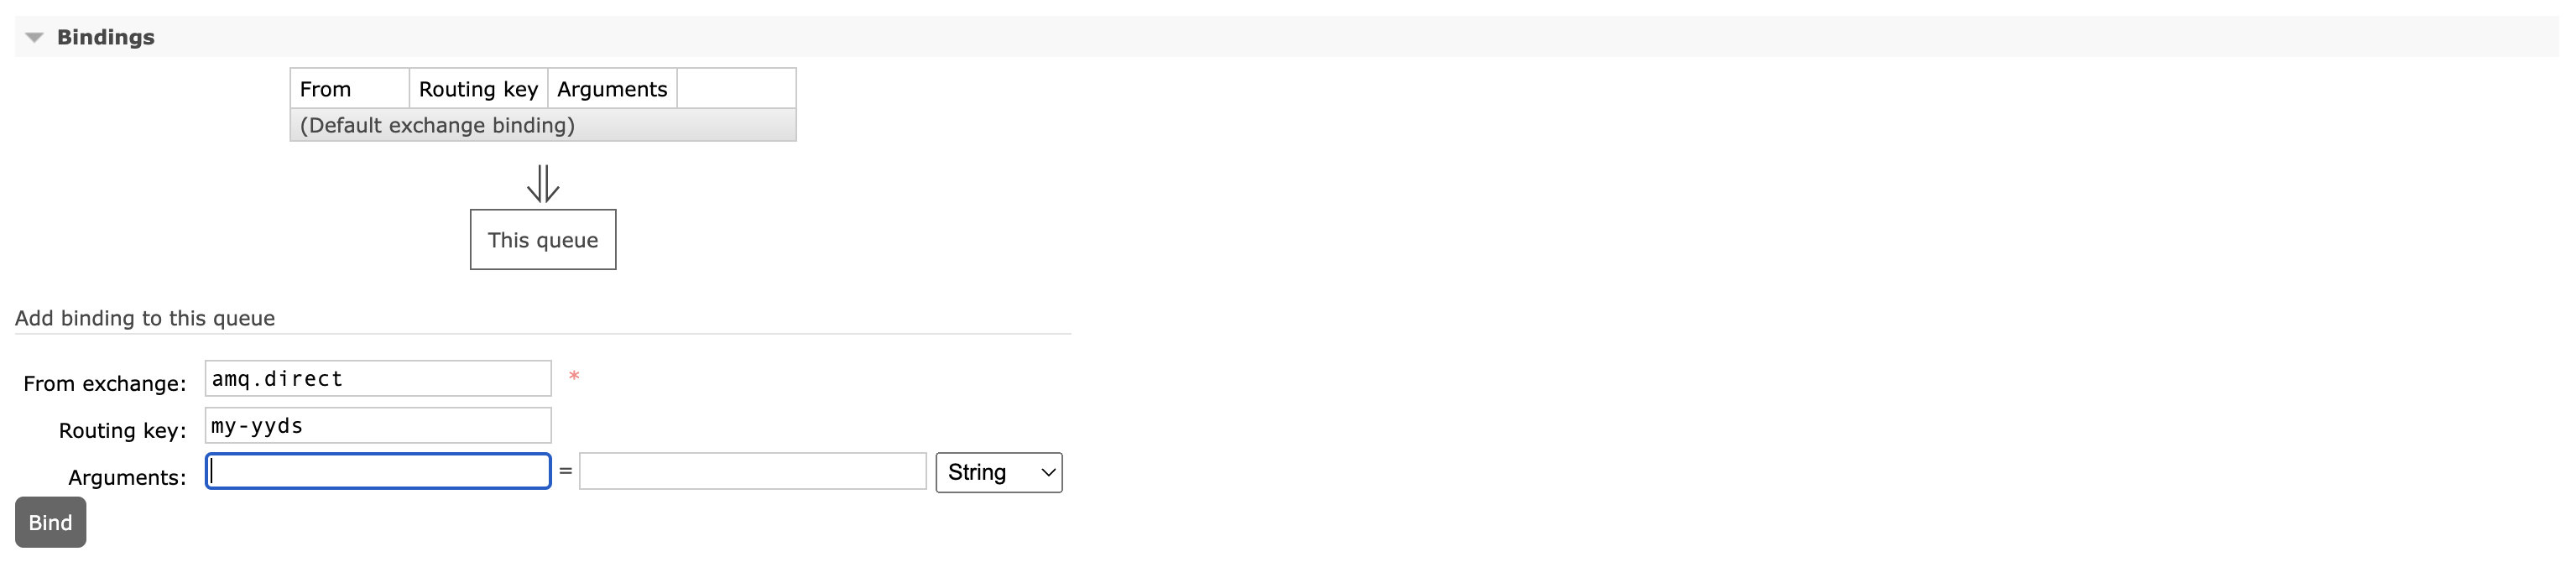 Bindings
From Routing key Arguments
(Default exchange binding)
This queue
Add binding to this queue
From exchange: amq.direct *
Routing key: my-yyds
Arguments: = String
Bind